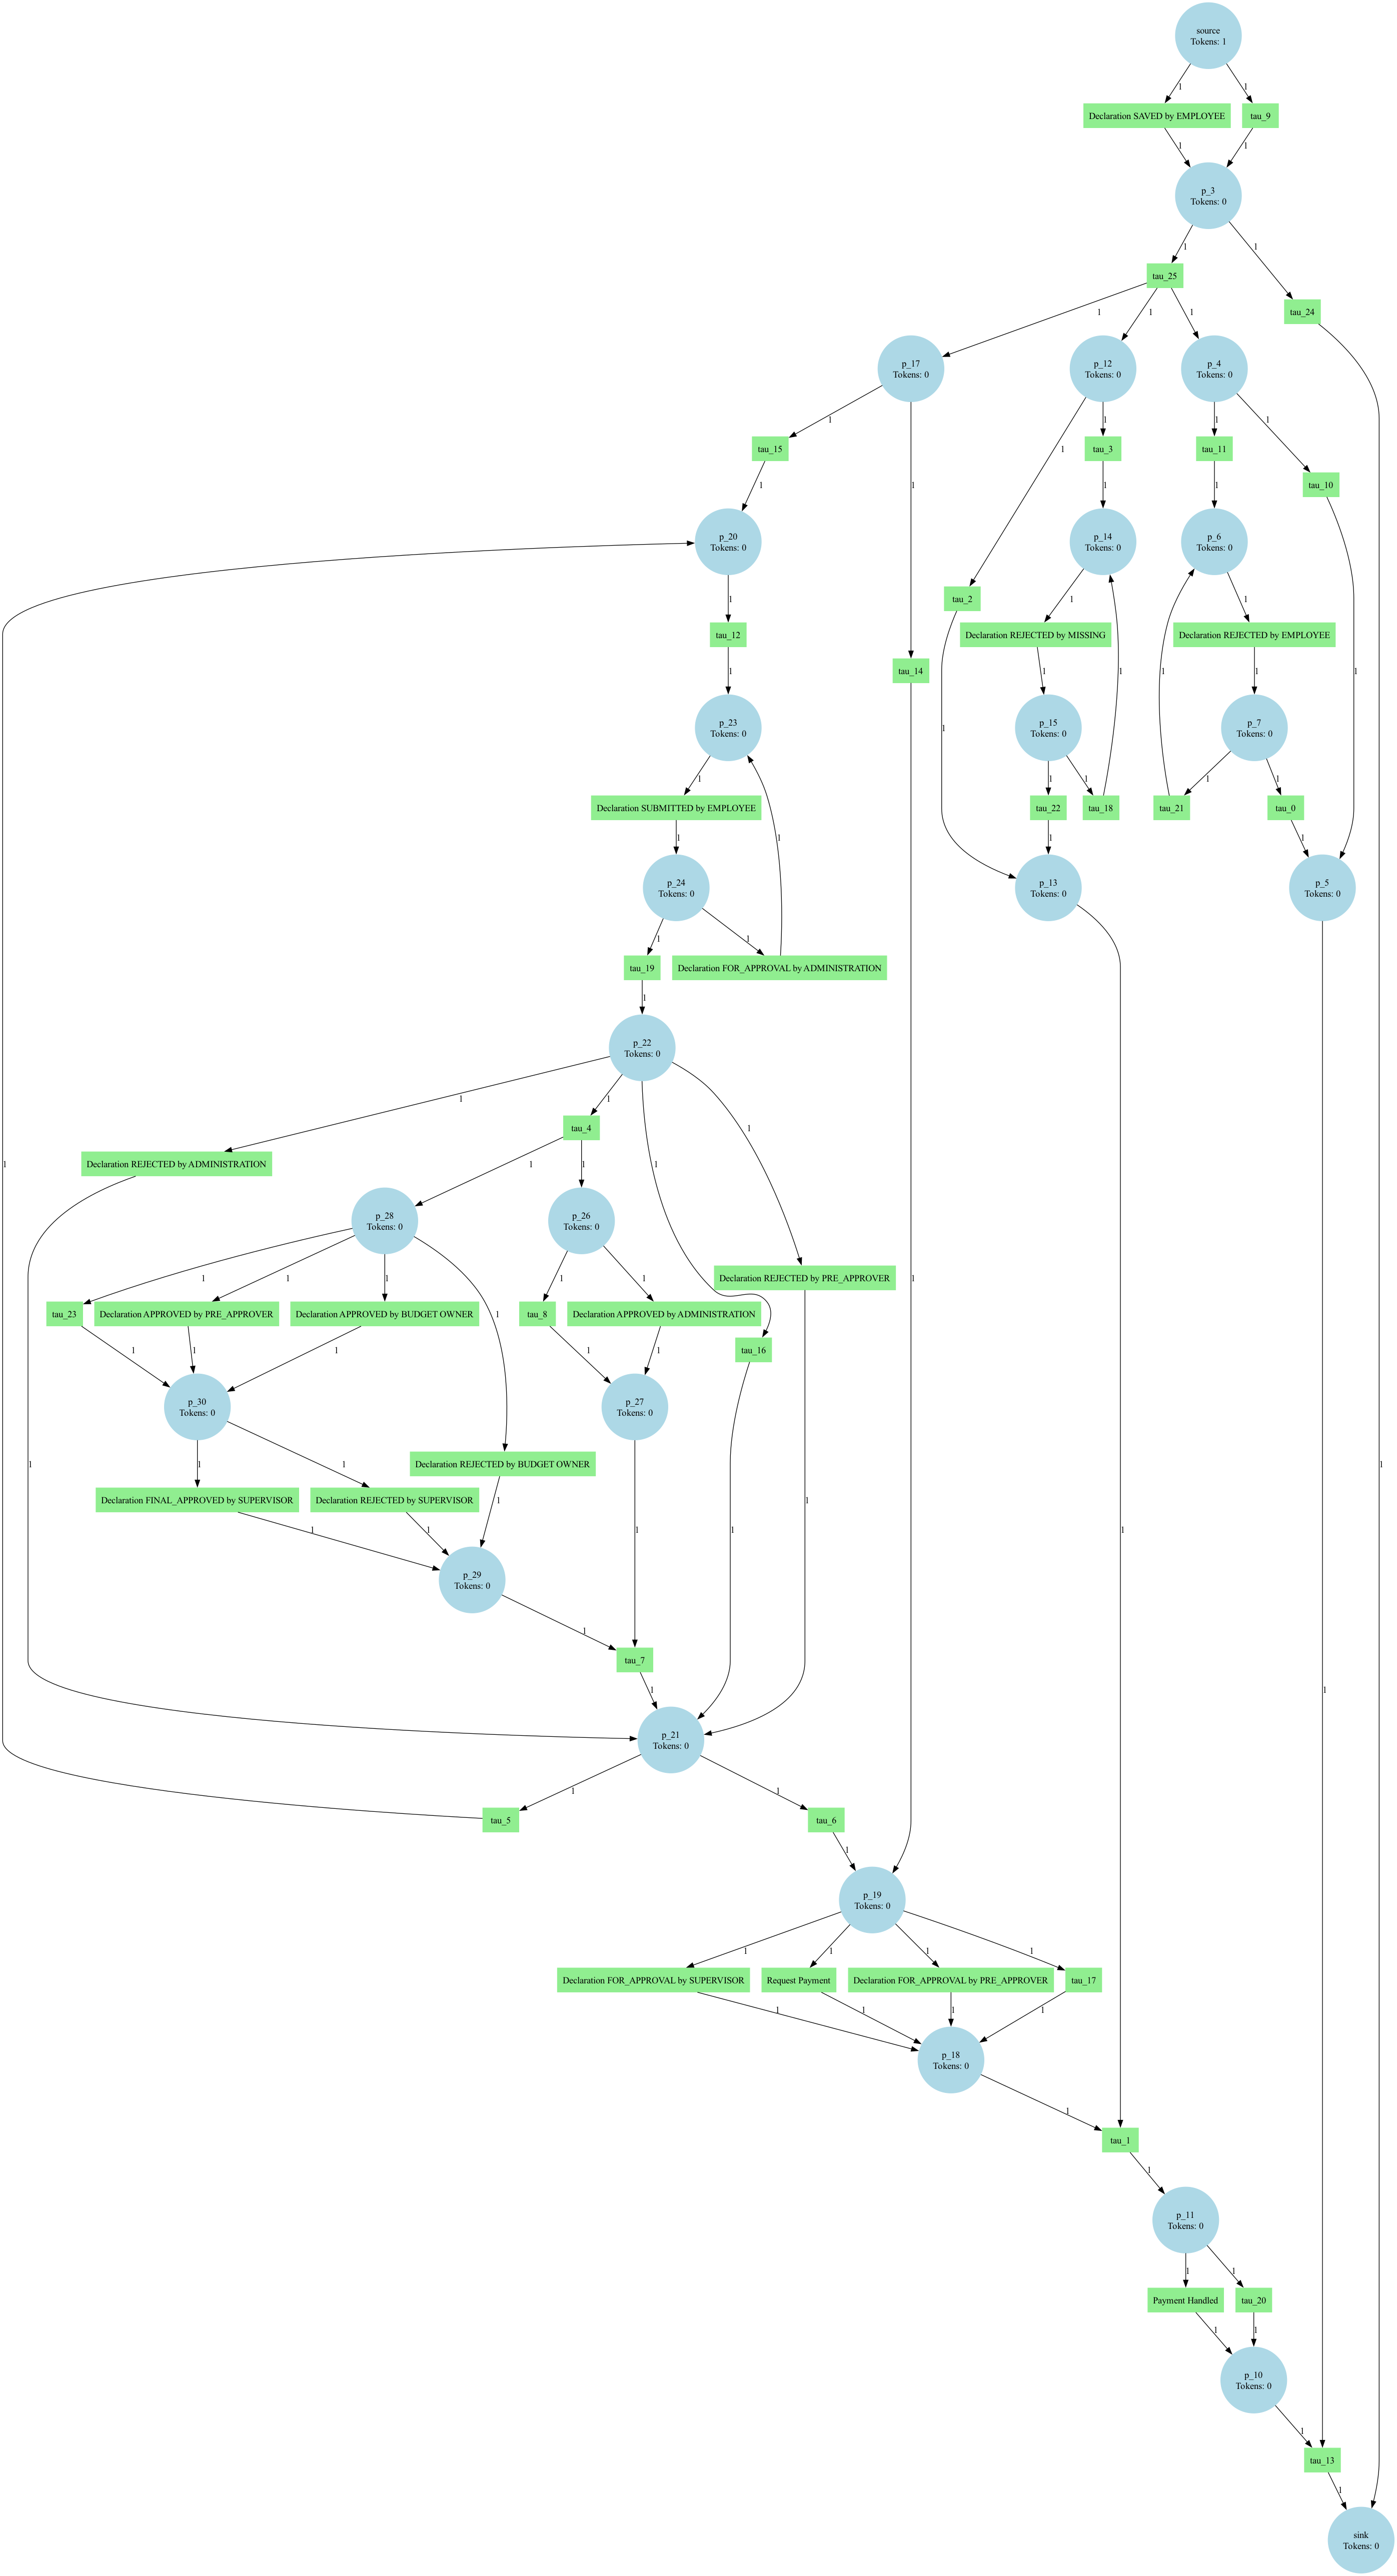 source
Tokens: 1
1
1
Declaration SAVED by EMPLOYEE
tau_9
1
1
p_3
Tokens: 0
1
1
tau_25
tau_24
1
1
1
p_17
Tokens: 0
p_12
Tokens: 0
p_4
Tokens: 0
1
1
1
1
tau_15
tau_3
tau_11
tau_10
1
1
1
1
1
p_20
Tokens: 0
p_14
Tokens: 0
p_6
Tokens: 0
tau_2
1
1
1
tau_12
Declaration REJECTED by MISSING
Declaration REJECTED by EMPLOYEE
1
tau_14
1
1
1
1
1
p_23
Tokens: 0
p_15
Tokens: 0
p_7
Tokens: 0
1
1
1
1
1
1
Declaration SUBMITTED by EMPLOYEE
tau_22
tau_18
tau_21
tau_0
1
1
1
1
p_24
Tokens: 0
p_13
Tokens: 0
p_5
Tokens: 0
1
1
tau_19
Declaration FOR_APPROVAL by ADMINISTRATION
1
p_22
Tokens: 0
1
1
1
1
tau_4
1
1
Declaration REJECTED by ADMINISTRATION
1
1
p_28
Tokens: 0
p_26
Tokens: 0
1
1
1
1
1
1
Declaration REJECTED by PRE_APPROVER
1
tau_23
Declaration APPROVED by PRE_APPROVER
Declaration APPROVED by BUDGET OWNER
tau_8
Declaration APPROVED by ADMINISTRATION
tau_16
1
1
1
1
1
p_30
Tokens: 0
p_27
Tokens: 0
1
1
1
Declaration REJECTED by BUDGET OWNER
Declaration FINAL_APPROVED by SUPERVISOR
Declaration REJECTED by SUPERVISOR
1
1
1
1
1
1
1
1
p_29
Tokens: 0
1
tau_7
1
1
p_21
Tokens: 0
1
1
tau_5
tau_6
1
p_19
Tokens: 0
1
1
1
1
Declaration FOR_APPROVAL by SUPERVISOR
Request Payment
Declaration FOR_APPROVAL by PRE_APPROVER
tau_17
1
1
1
1
p_18
Tokens: 0
1
tau_1
1
p_11
Tokens: 0
1
1
Payment Handled
tau_20
1
1
p_10
Tokens: 0
1
tau_13
1
sink
Tokens: 0